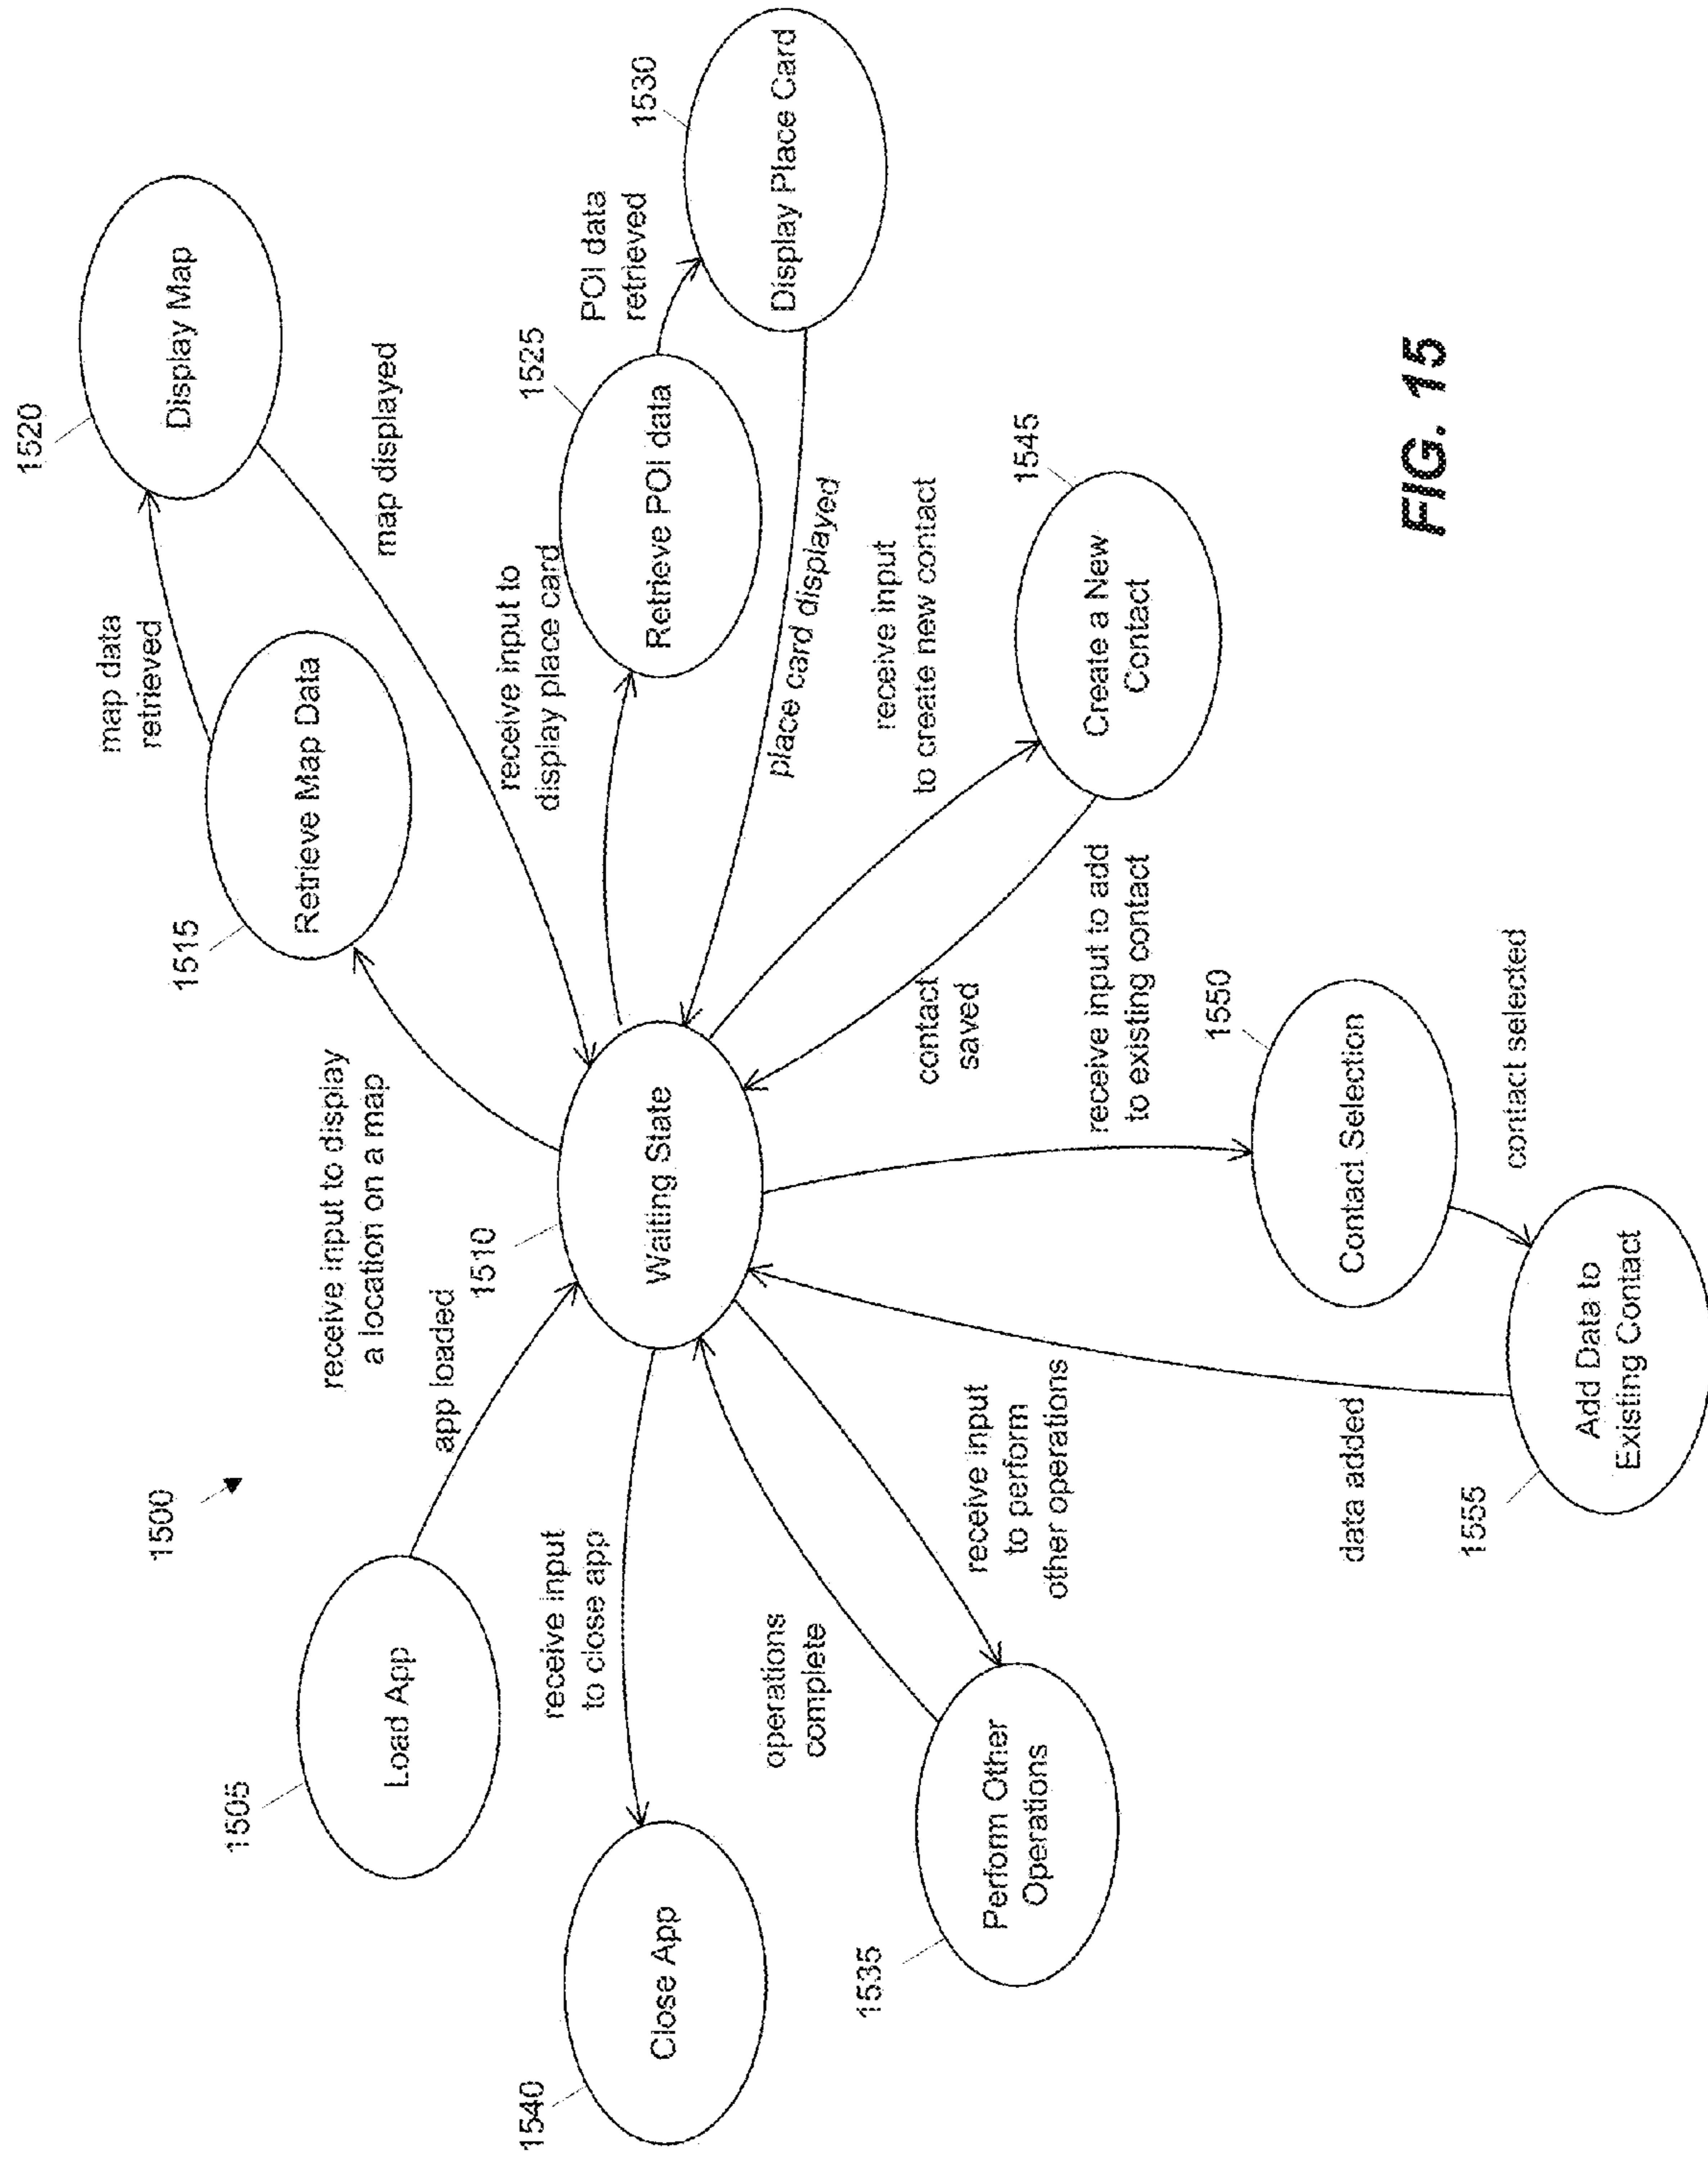 1500
1505
Load App
app loaded
1510
Waiting State
receive input to display
a location on a map
1515
Retrieve Map Data
map data
retrieved
1520
Display Map
map displayed
receive input to
display place card
1525
Retrieve POI data
POI data
retrieved
1530
Display Place Card
place card displayed
receive input
to create new contact
1545
Create a New
Contact
contact
saved
receive input to add
to existing contact
1550
Contact Selection
contact selected
1555
Add Data to
Existing Contact
data added
receive input
to perform
other operations
1535
Perform Other
Operations
operations
complete
receive input
to close app
1540
Close App
FIG. 15